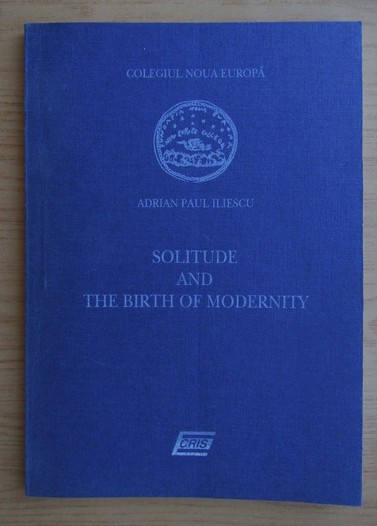 COLEGIUL NOUA EUROPĂ
ADRIAN PAUL ILIESCU
SOLITUDE
AND
THE BIRTH OF MODERNITY
CRIS